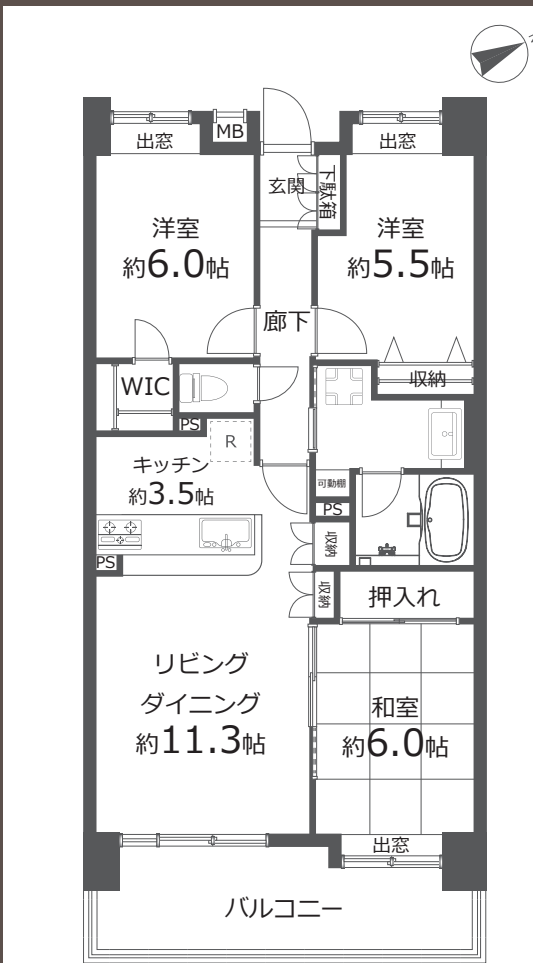 出窓
MB
出窓
玄関
下駄箱
洋室
約6.0帖
洋室
約5.5帖
廊下
WIC
収納
PS
R
キッチン
約3.5帖
可動棚
PS
収納
PS
収納
押入れ
リビング
ダイニング
約11.3帖
和室
約6.0帖
出窓
バルコニー